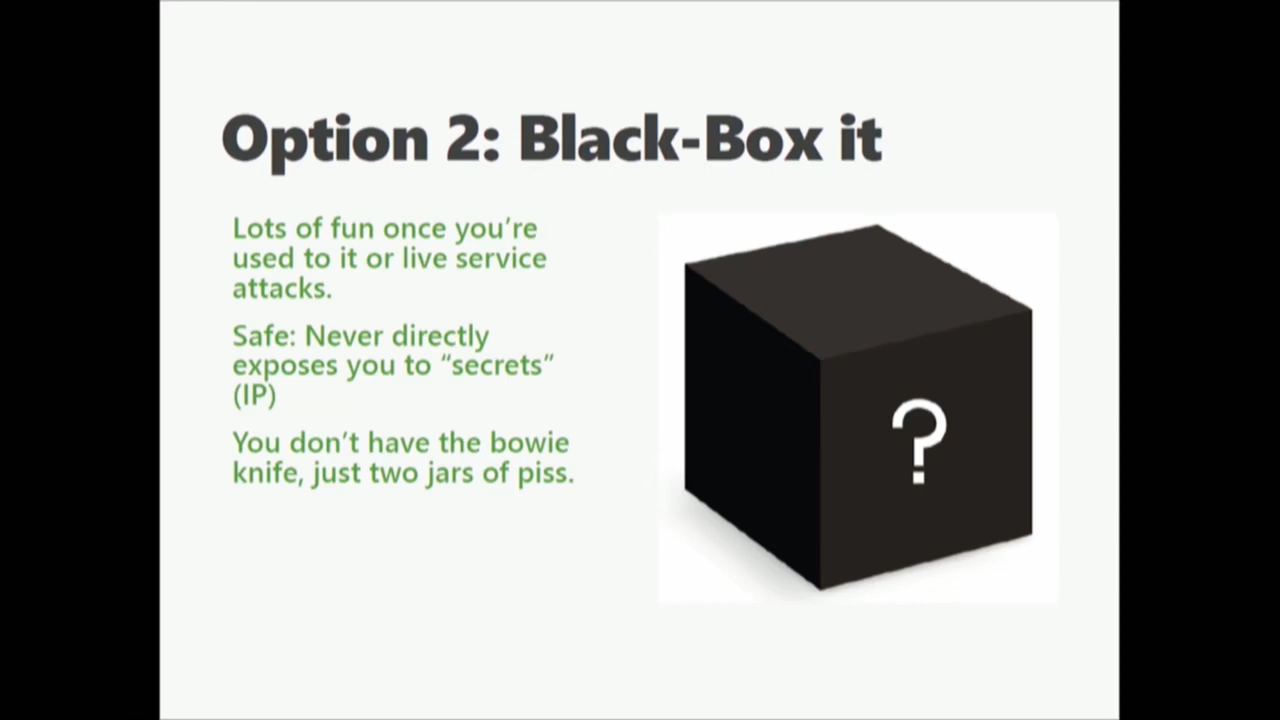 Option 2: Black-Box it
Lots of fun once you’re
used to it or live service
attacks.
Safe: Never directly
exposes you to “secrets”
(IP)
You don’t have the bowie
knife, just two jars of piss.
?